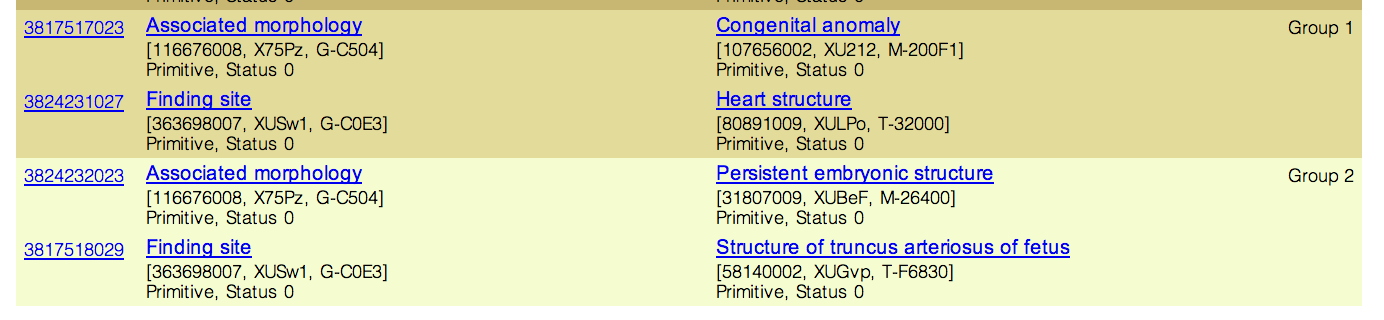 3817517023 Associated morphology Congenital anomaly Group 1
[116676008, X75Pz, G-C504] [107656002, XU212, M-200F1]
Primitive, Status 0 Primitive, Status 0
3824231027 Finding site Heart structure
[363698007, XUSw1, G-C0E3] [80891009, XULPo, T-32000]
Primitive, Status 0 Primitive, Status 0
3824232023 Associated morphology Persistent embryonic structure Group 2
[116676008, X75Pz, G-C504] [31807009, XUBeF, M-26400]
Primitive, Status 0 Primitive, Status 0
3817518029 Finding site Structure of truncus arteriosus of fetus
[363698007, XUSw1, G-C0E3] [58140002, XUGvp, T-F6830]
Primitive, Status 0 Primitive, Status 0